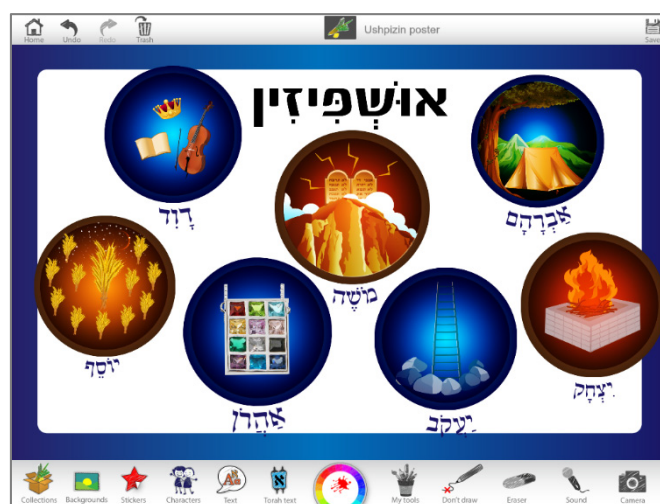 Home
Undo
Redo
Trash
Ushpizin poster
Save
אוּשְׁפִּיזִין
דָוִד
אַבְרָהָם
מֹשֶׁה
יוֹסֵף
אַהֲרֹן
יַעֲקֹב
יִצְחָק
Collections
Backgrounds
Stickers
Characters
Text
Torah text
My tools
Don't draw
Eraser
Sound
Camera